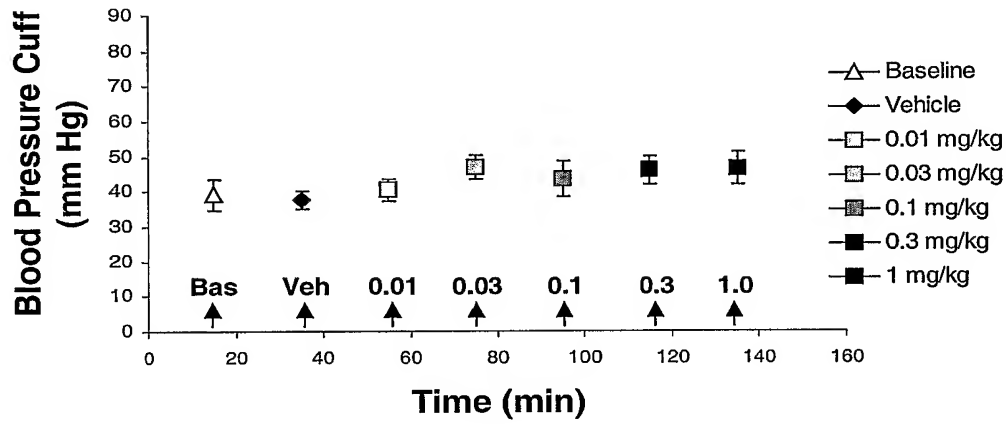 Blood Pressure Cuff
(mm Hg)
90
80
70
60
50
40
30
20
10
0
Bas Veh 0.01 0.03 0.1 0.3 1.0
0 20 40 60 80 100 120 140 160
Time (min)
Baseline
Vehicle
0.01 mg/kg
0.03 mg/kg
0.1 mg/kg
0.3 mg/kg
1 mg/kg